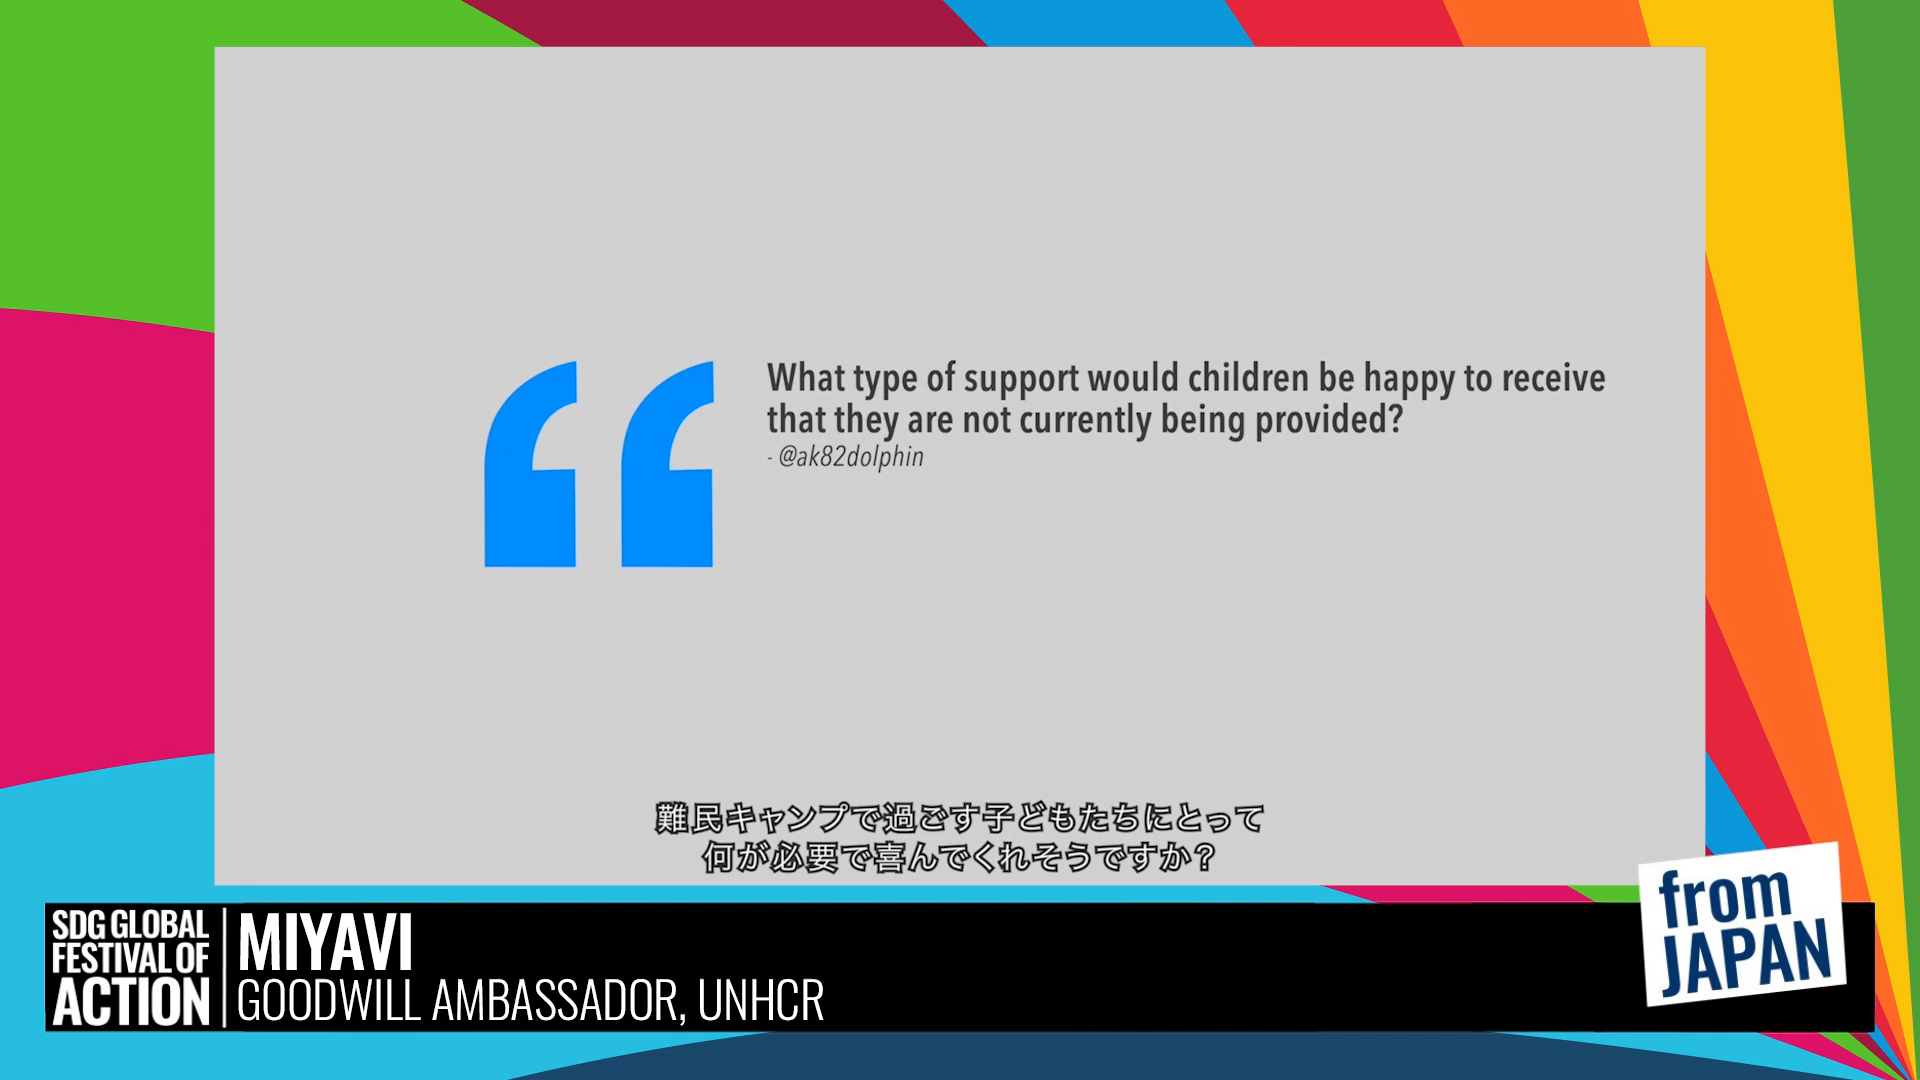 What type of support would children be happy to receive
that they are not currently being provided?
- @ak82dolphin
難民キャンプで過ごす子どもたちにとって
何が必要で喜んでくれそうですか？
SDG GLOBAL
FESTIVAL OF
ACTION
MIYAVI
GOODWILL AMBASSADOR, UNHCR
from
JAPAN